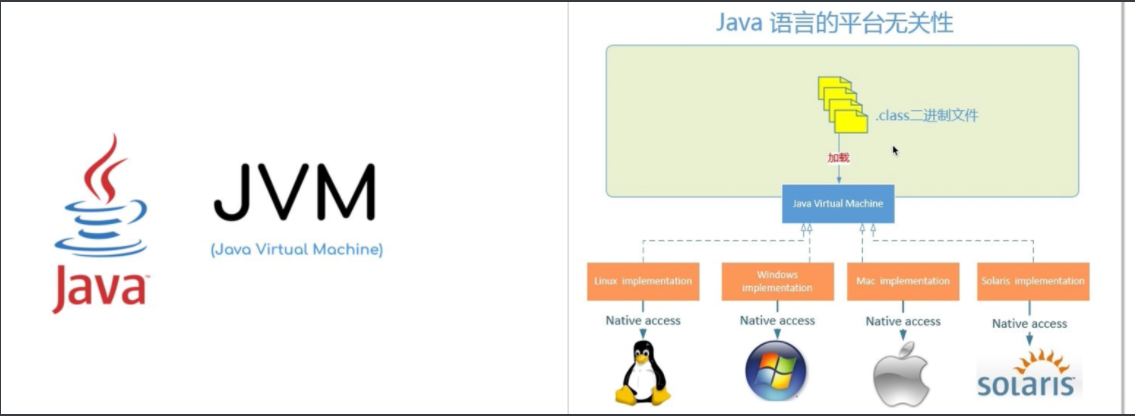 Java
JVM
(Java Virtual Machine)
Java 语言的平台无关性
.class二进制文件
加载
Java Virtual Machine
Linux implementation
Windows
implementation
Mac implementation
Solaris implementation
Native access
Native access
Native access
Native access
solaris